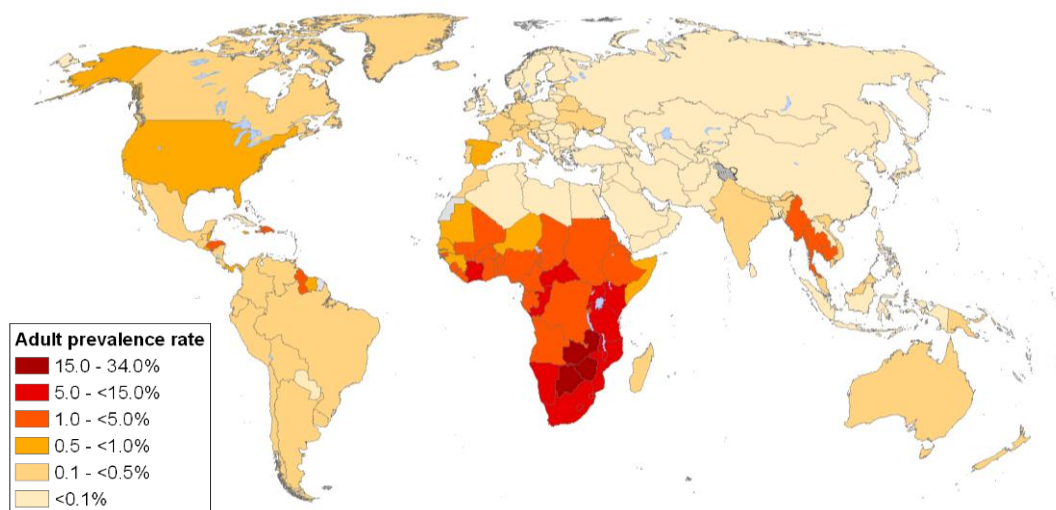 Adult prevalence rate
15.0 - 34.0%
5.0 - <15.0%
1.0 - <5.0%
0.5 - <1.0%
0.1 - <0.5%
<0.1%